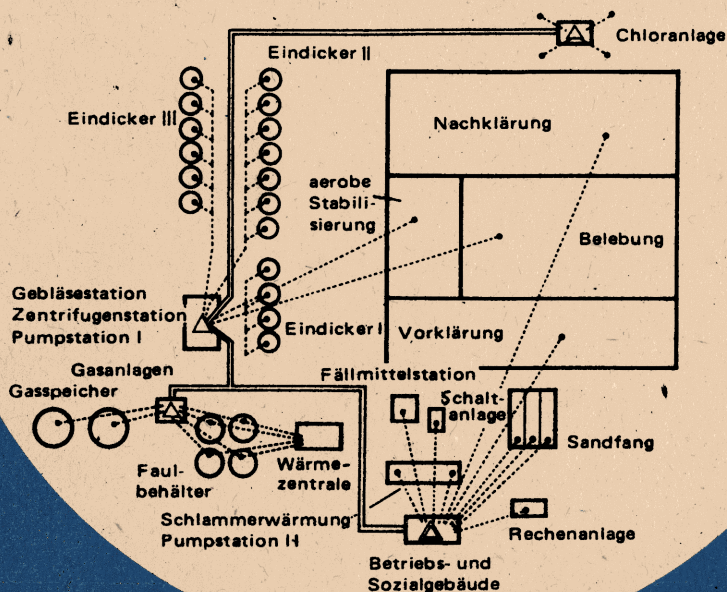 Chloranlage
Eindicker II
Eindicker III
Nachklärung
aerobe
Stabili-
sierung
Belebung
Gebläsestation
Zentrifugenstation
Pumpstation I
Eindicker I
Vorklärung
Gasanlagen
Gasspeicher
Fällmittelstation
Schalt-
anlage
Sandfang
Faul-
behälter
Wärme-
zentrale
Schlammerwärmung
Pumpstation II
Rechenanlage
Betriebs- und
Sozialgebäude